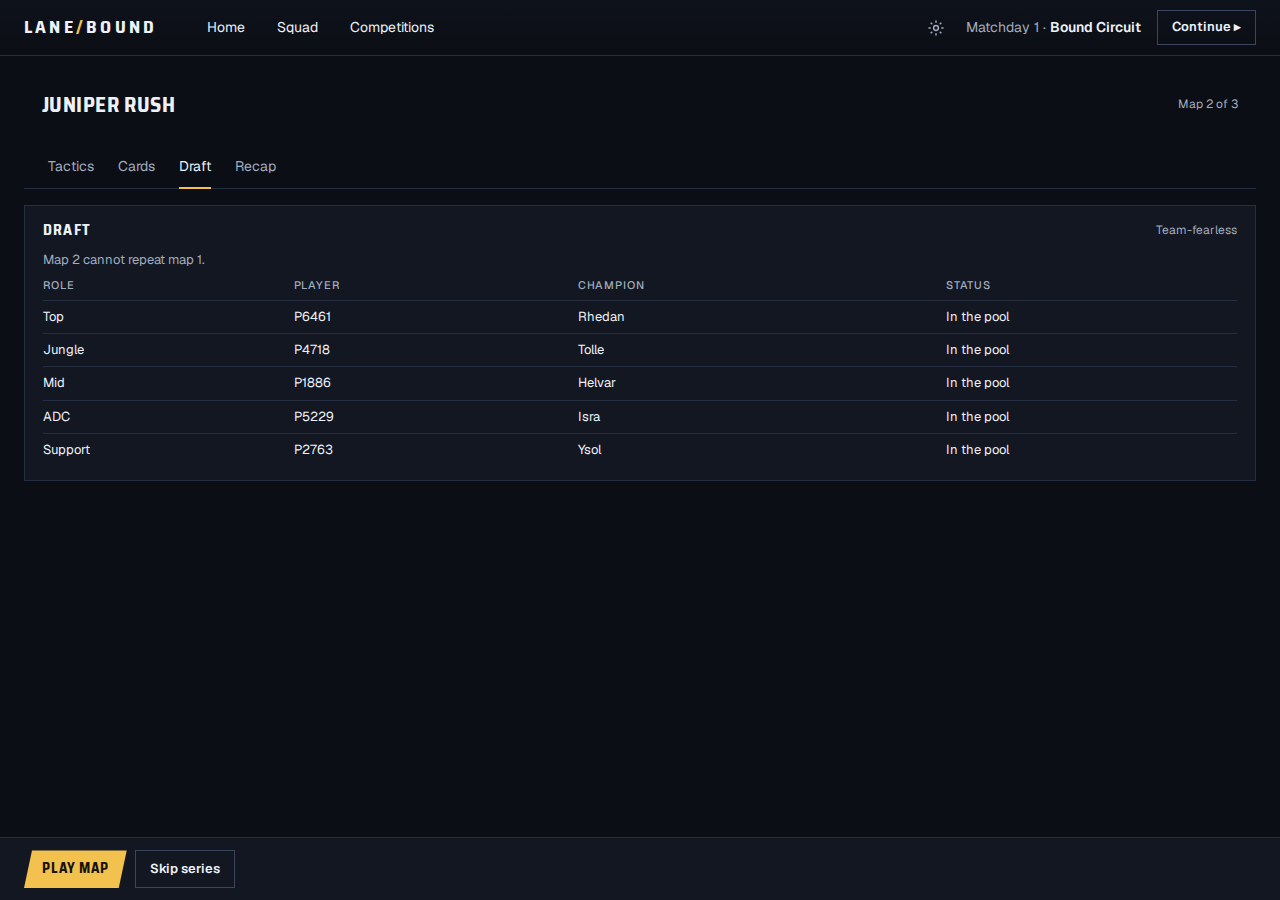 LANE/BOUND Home Squad Competitions Matchday 1 · Bound Circuit Continue ▸
JUNIPER RUSH Map 2 of 3
Tactics Cards Draft Recap
DRAFT Team-fearless
Map 2 cannot repeat map 1.
ROLE PLAYER CHAMPION STATUS
Top P6461 Rhedan In the pool
Jungle P4718 Tolle In the pool
Mid P1886 Helvar In the pool
ADC P5229 Isra In the pool
Support P2763 Ysol In the pool
PLAY MAP Skip series